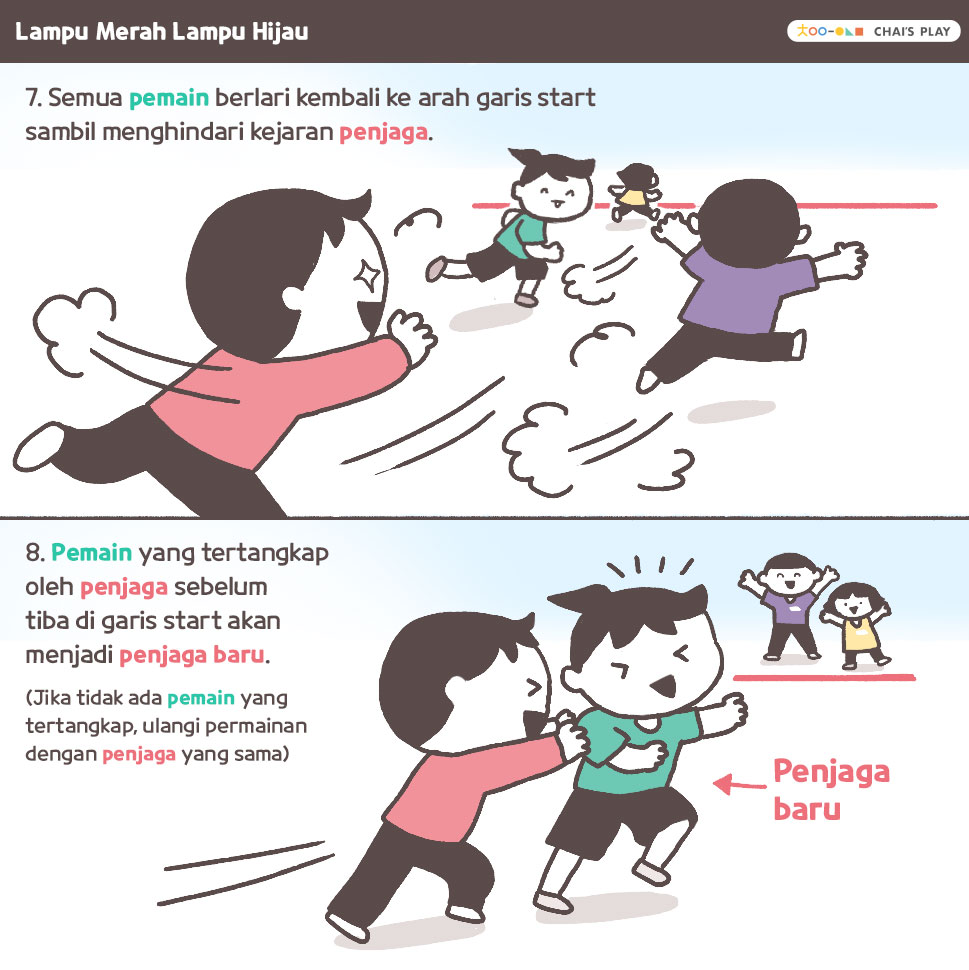 Lampu Merah Lampu Hijau
CHAI'S PLAY
7. Semua pemain berlari kembali ke arah garis start
sambil menghindari kejaran penjaga.
8. Pemain yang tertangkap
oleh penjaga sebelum
tiba di garis start akan
menjadi penjaga baru.
(Jika tidak ada pemain yang
tertangkap, ulangi permainan
dengan penjaga yang sama)
Penjaga
baru